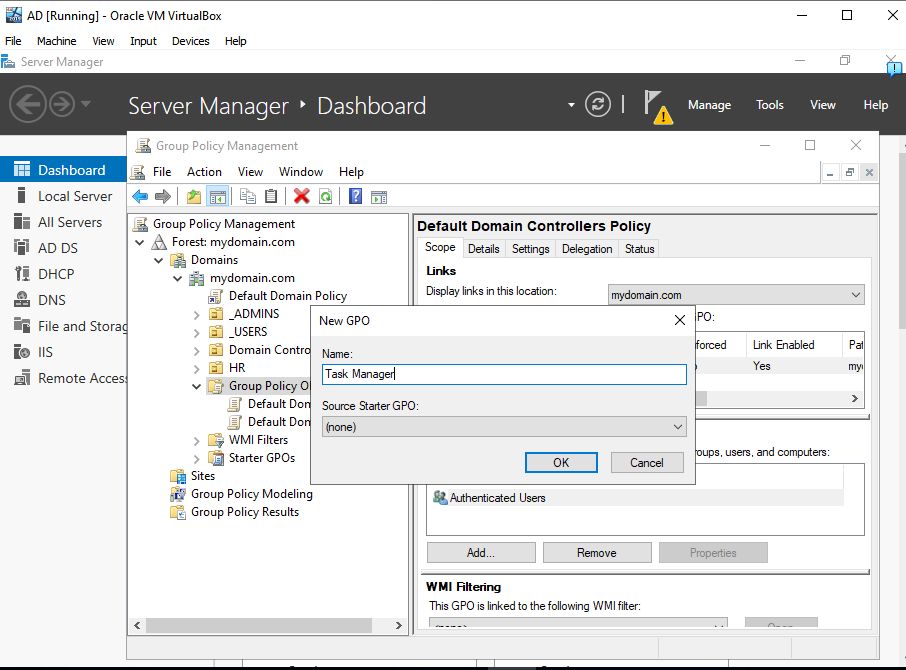 AD [Running] - Oracle VM VirtualBox
File Machine View Input Devices Help
Server Manager
Server Manager Dashboard
Manage Tools View Help
Dashboard
Local Server
All Servers
AD DS
DHCP
DNS
File and Storag
IIS
Remote Access
Group Policy Management
File Action View Window Help
Group Policy Management
Forest: mydomain.com
Domains
mydomain.com
Default Domain Policy
_ADMINS
_USERS
Domain Contro
HR
Group Policy O
Default Don
Default Don
WMI Filters
Starter GPOs
Sites
Group Policy Modeling
Group Policy Results
Default Domain Controllers Policy
Scope Details Settings Delegation Status
Links
Display links in this location: mydomain.com
GPO:
forced Link Enabled Pat
Yes my
New GPO
Name:
Task Manager
Source Starter GPO:
(none)
OK Cancel
roups, users, and computers:
Authenticated Users
Add... Remove Properties
WMI Filtering
This GPO is linked to the following WMI filter: